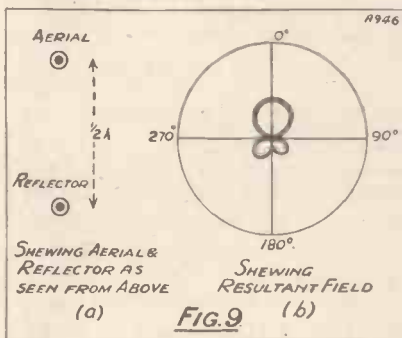 A946
AERIAL
½λ
REFLECTOR
SHEWING AERIAL &
REFLECTOR AS
SEEN FROM ABOVE
(a)
0°
270°
90°
180°.
SHEWING
RESULTANT FIELD
(b)
FIG. 9